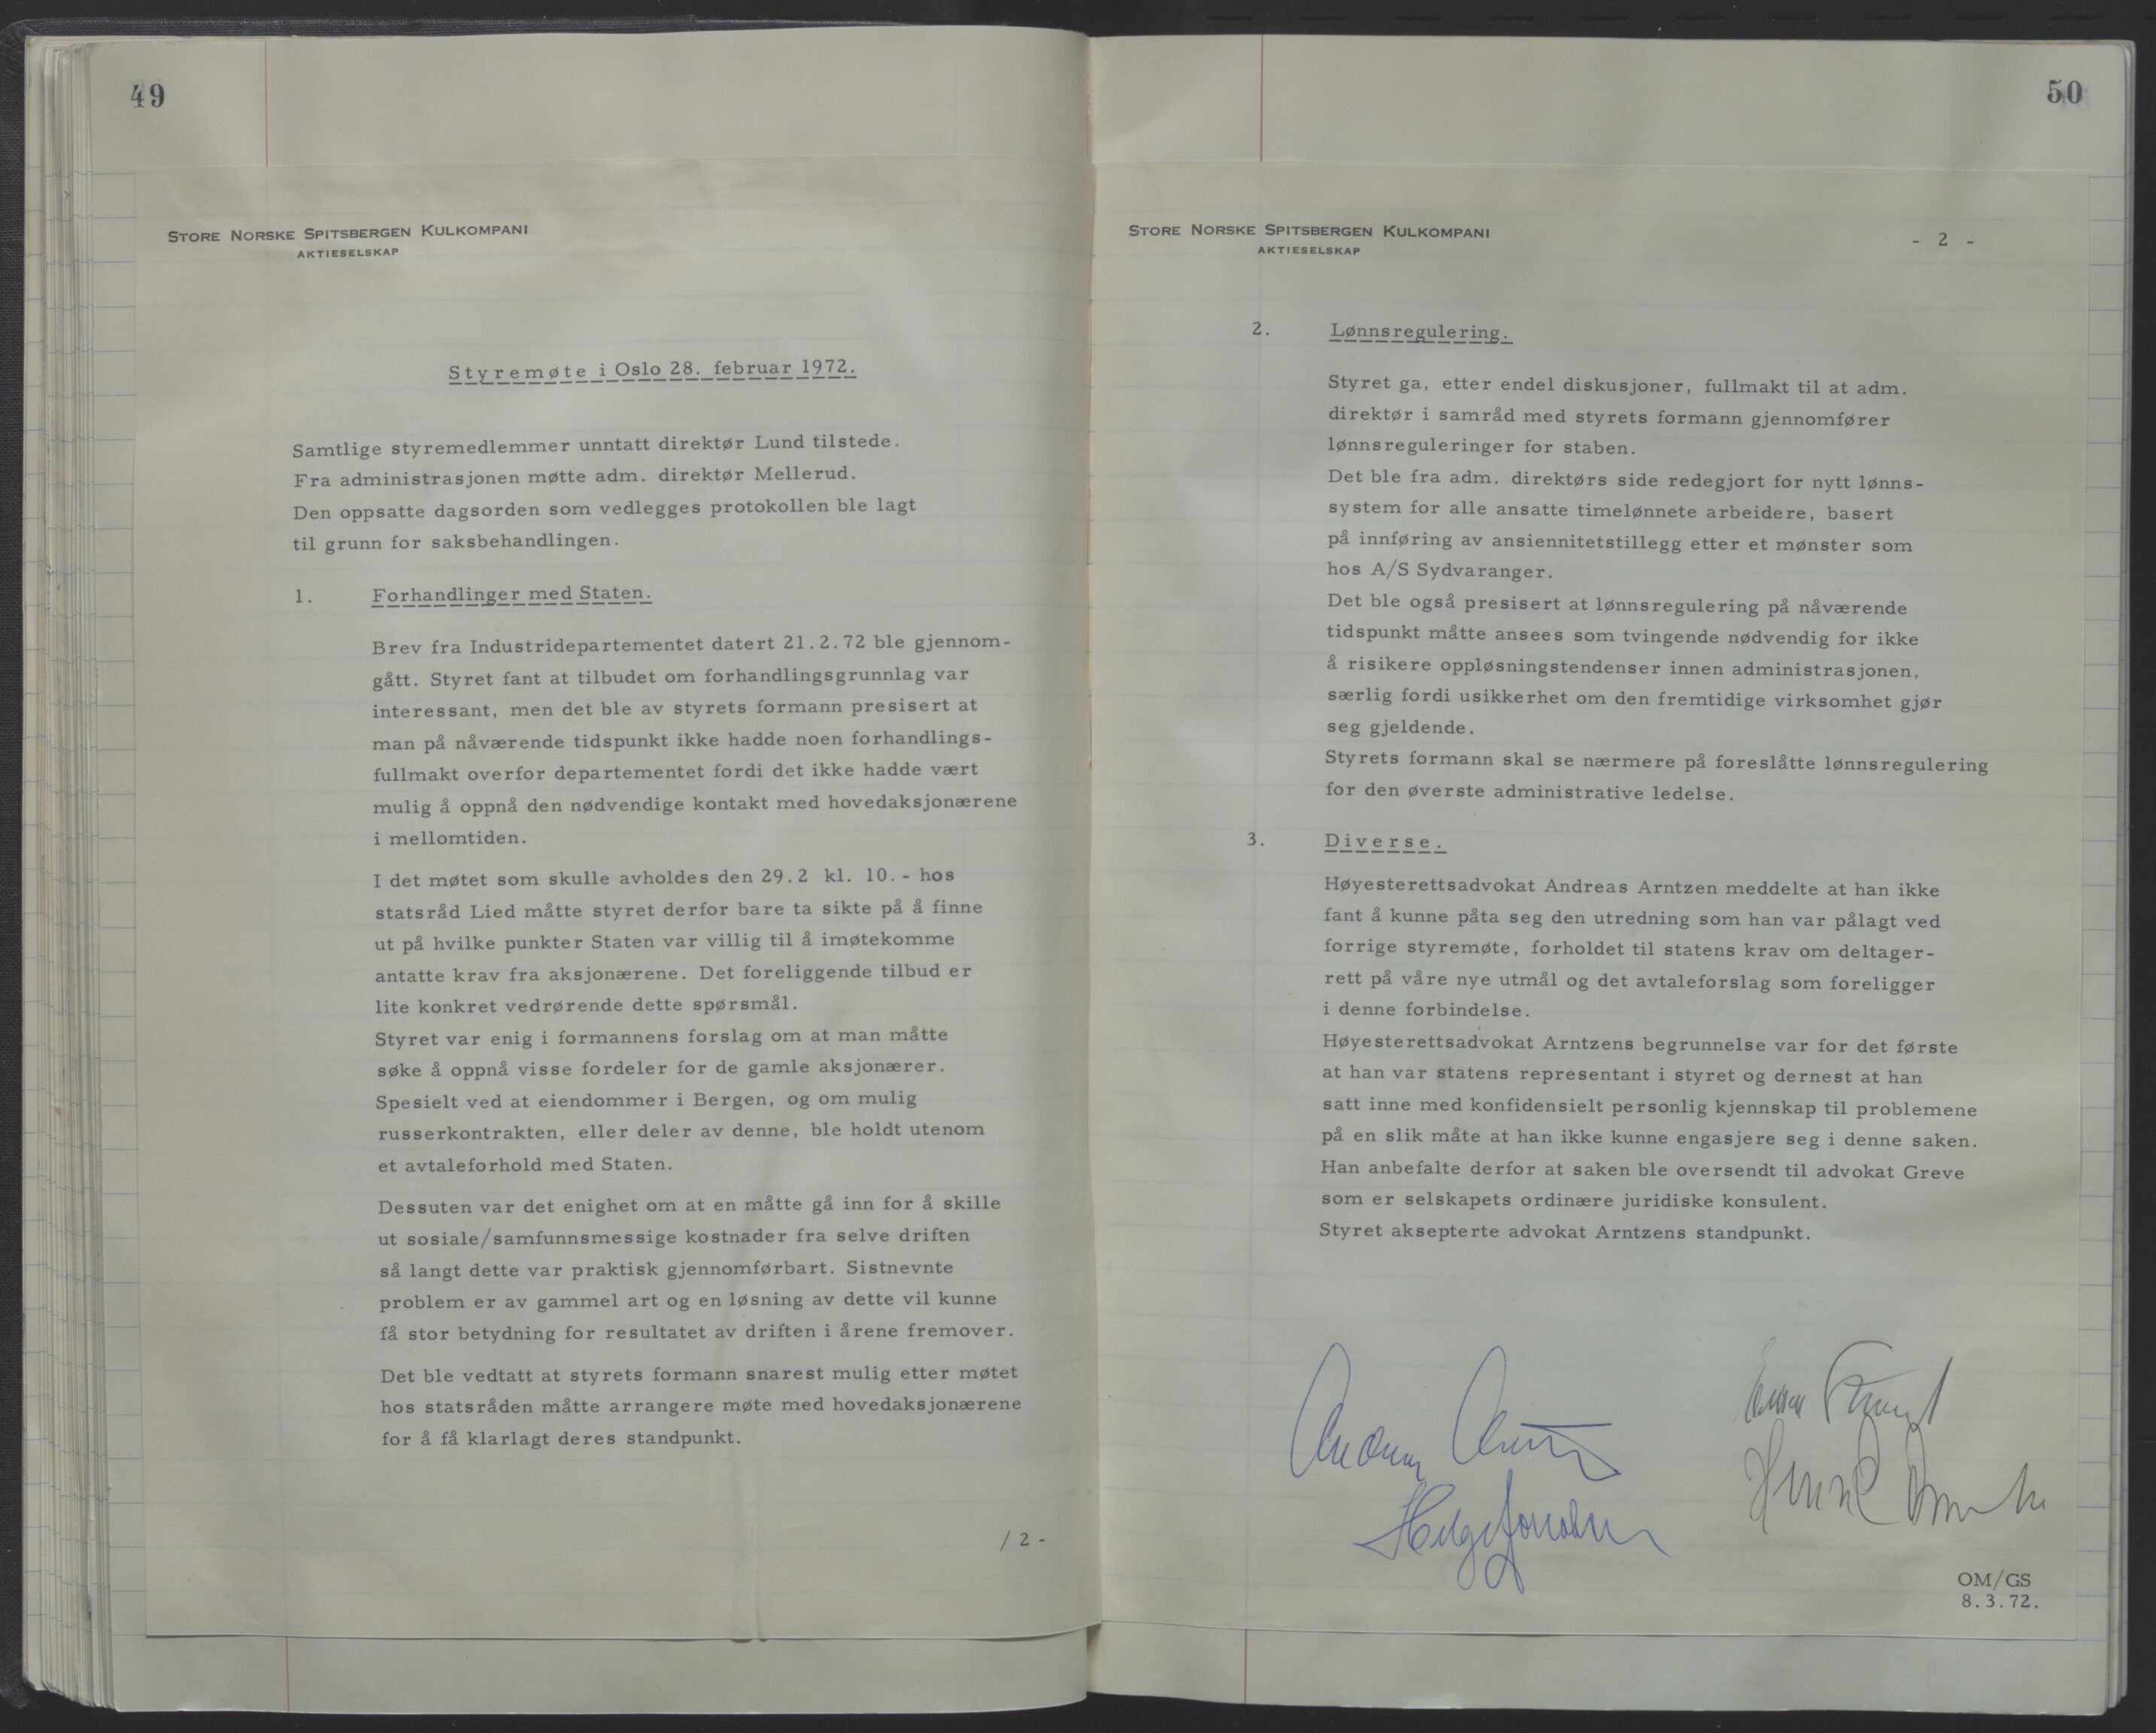 49
STORE NORSKE SPITSBERGEN KULKOMPANI
AKTIESELSKAP
Styremøte i Oslo 28. februar 1972.
Samtlige styremedlemmer unntatt direktør Lund tilstede.
Fra administrasjonen møtte adm. direktør Mellerud.
Den oppsatte dagsorden som vedlegges protokollen ble lagt
til grunn for saksbehandlingen.
1. Forhandlinger med Staten.
Brev fra Industridepartementet datert 21.2.72 ble gjennom-
gått. Styret fant at tilbudet om forhandlingsgrunnlag var
interessant, men det ble av styrets formann presisert at
man på nåværende tidspunkt ikke hadde noen forhandlings-
fullmakt overfor departementet fordi det ikke hadde vært
mulig å oppnå den nødvendige kontakt med hovedaksjonærene
i mellomtiden.
I det møtet som skulle avholdes den 29.2 kl. 10.- hos
statsråd Lied måtte styret derfor bare ta sikte på å finne
ut på hvilke punkter Staten var villig til å imøtekomme
antatte krav fra aksjonærene. Det foreliggende tilbud er
lite konkret vedrørende dette spørsmål.
Styret var enig i formannens forslag om at man måtte
søke å oppnå visse fordeler for de gamle aksjonærer.
Spesielt ved at eiendommer i Bergen, og om mulig
russerkontrakten, eller deler av denne, ble holdt utenom
et avtaleforhold med Staten.
Dessuten var det enighet om at en måtte gå inn for å skille
ut sosiale/samfunnsmessige kostnader fra selve driften
så langt dette var praktisk gjennomførbart. Sistnevnte
problem er av gammel art og en løsning av dette vil kunne
få stor betydning for resultatet av driften i årene fremover.
Det ble vedtatt at styrets formann snarest mulig etter møtet
hos statsråden måtte arrangere møte med hovedaksjonærene
for å få klarlagt deres standpunkt.
/ 2 -
50
STORE NORSKE SPITSBERGEN KULKOMPANI
AKTIESELSKAP
- 2 -
2. Lønnsregulering.
Styret ga, etter endel diskusjoner, fullmakt til at adm.
direktør i samråd med styrets formann gjennomfører
lønnsreguleringer for staben.
Det ble fra adm. direktørs side redegjort for nytt lønns-
system for alle ansatte timelønnete arbeidere, basert
på innføring av ansiennitetstillegg etter et mønster som
hos A/S Sydvaranger.
Det ble også presisert at lønnsregulering på nåværende
tidspunkt måtte ansees som tvingende nødvendig for ikke
å risikere oppløsningstendenser innen administrasjonen,
særlig fordi usikkerhet om den fremtidige virksomhet gjør
seg gjeldende.
Styrets formann skal se nærmere på foreslåtte lønnsregulering
for den øverste administrative ledelse.
3. Diverse.
Høyesterettsadvokat Andreas Arntzen meddelte at han ikke
fant å kunne påta seg den utredning som han var pålagt ved
forrige styremøte, forholdet til statens krav om deltager-
rett på våre nye utmål og det avtaleforslag som foreligger
i denne forbindelse.
Høyesterettsadvokat Arntzens begrunnelse var for det første
at han var statens representant i styret og dernest at han
satt inne med konfidensielt personlig kjennskap til problemene
på en slik måte at han ikke kunne engasjere seg i denne saken.
Han anbefalte derfor at saken ble oversendt til advokat Greve
som er selskapets ordinære juridiske konsulent.
Styret aksepterte advokat Arntzens standpunkt.
OM/GS
8.3.72.